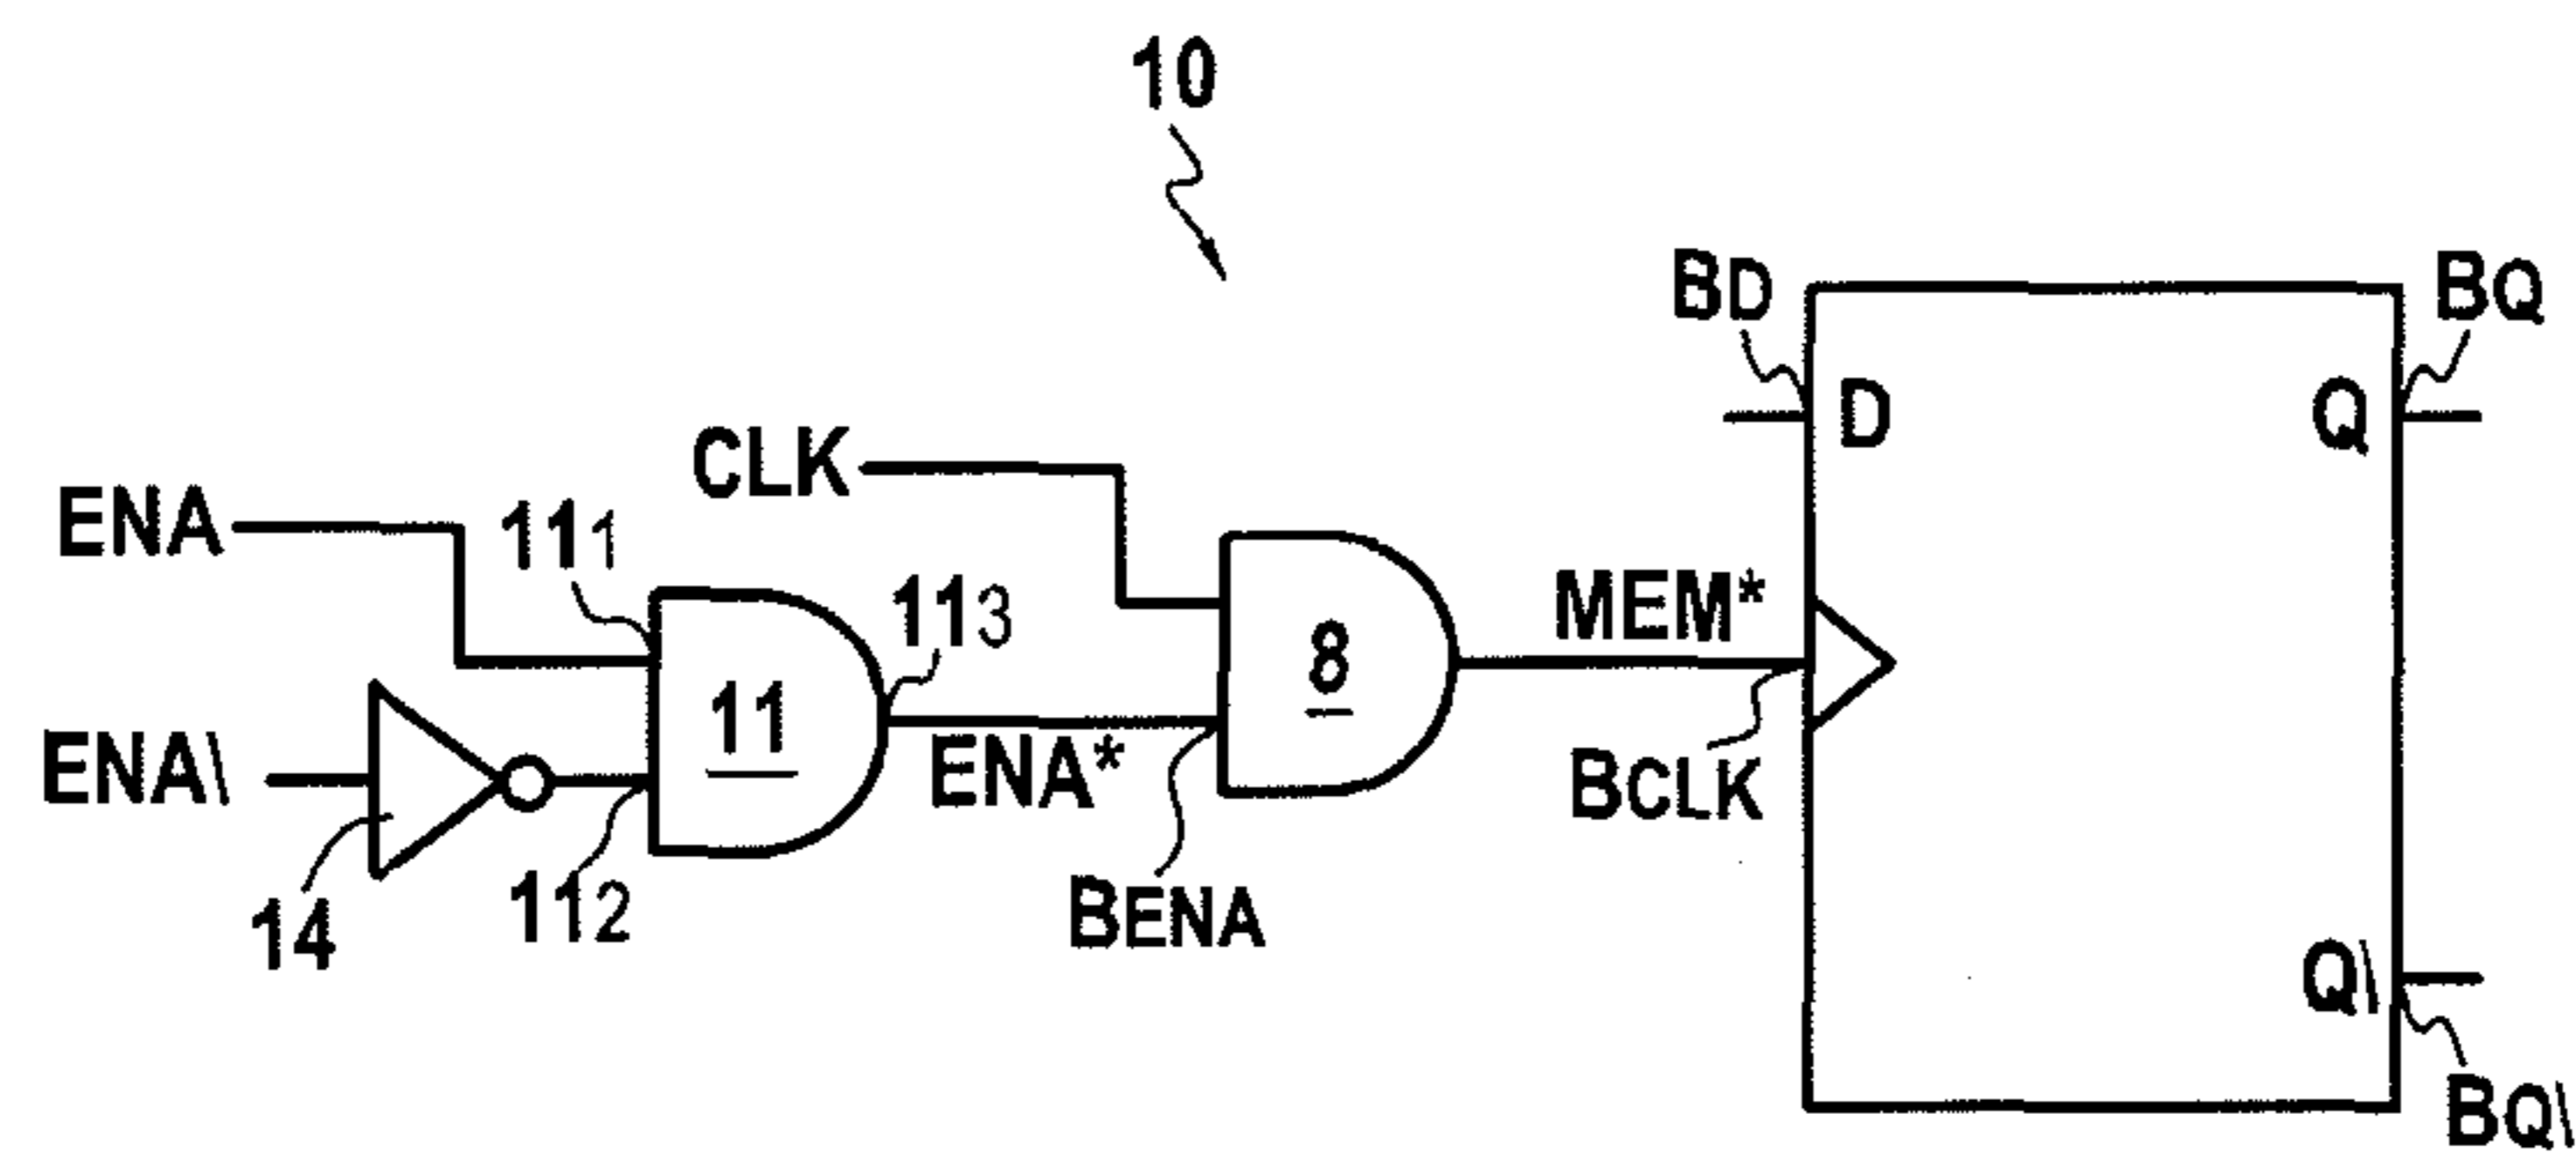 10
BD
BQ
D
Q
CLK
ENA
111
113
MEM*
8
11
ENA\
ENA*
BCLK
14
112
BENA
Q\
BQ\